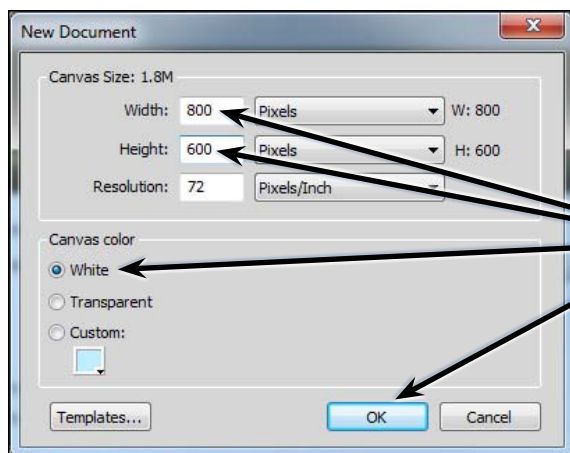 New Document
Canvas Size: 1.8M
Width: 800 Pixels W: 800
Height: 600 Pixels H: 600
Resolution: 72 Pixels/Inch
Canvas color
White
Transparent
Custom:
Templates... OK Cancel